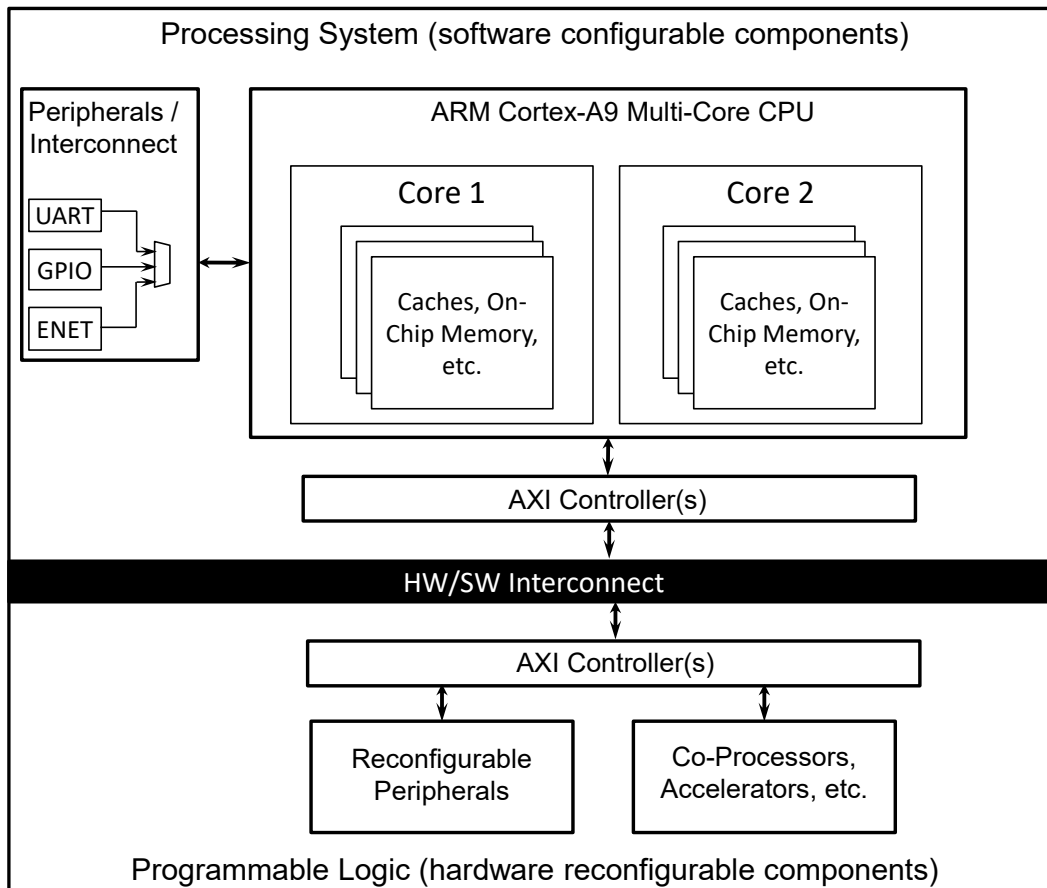 Processing System (software configurable components)
Peripherals /
Interconnect
UART
GPIO
ENET
ARM Cortex-A9 Multi-Core CPU
Core 1
Caches, On-
Chip Memory,
etc.
Core 2
Caches, On-
Chip Memory,
etc.
AXI Controller(s)
HW/SW Interconnect
AXI Controller(s)
Reconfigurable
Peripherals
Co-Processors,
Accelerators, etc.
Programmable Logic (hardware reconfigurable components)